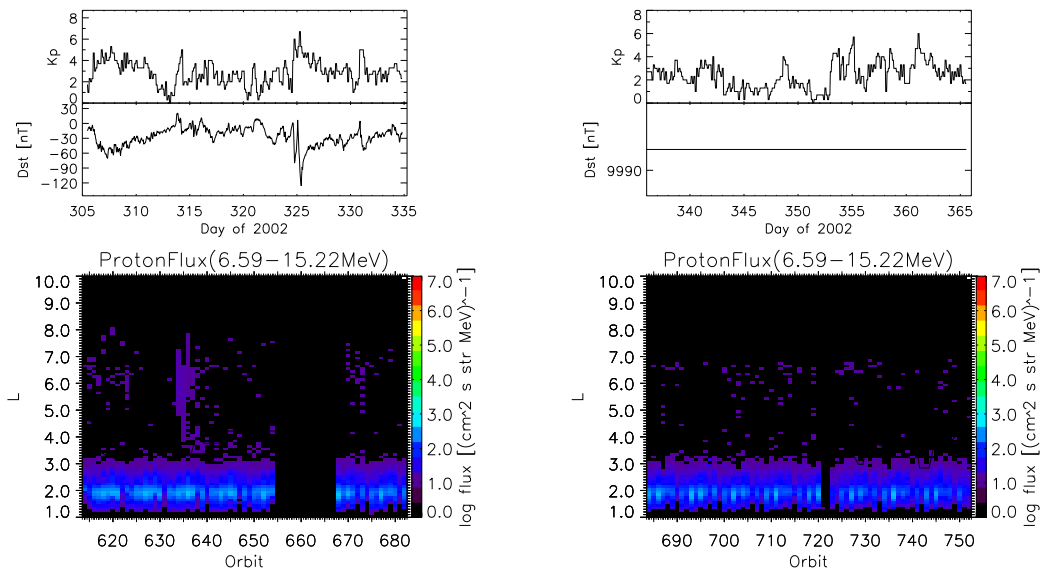 8
6
4
2
0
Kp
30
0
-30
-60
-90
-120
Dst [nT]
305 310 315 320 325 330 335
Day of 2002
ProtonFlux(6.59-15.22MeV)
10.0
9.0
8.0
7.0
6.0
5.0
4.0
3.0
2.0
1.0
L
620 630 640 650 660 670 680
Orbit
7.0
6.0
5.0
4.0
3.0
2.0
1.0
0.0
log flux [(cm^2 s str MeV)^-1]
8
6
4
2
0
Kp
9990
Dst [nT]
340 345 350 355 360 365
Day of 2002
ProtonFlux(6.59-15.22MeV)
10.0
9.0
8.0
7.0
6.0
5.0
4.0
3.0
2.0
1.0
L
690 700 710 720 730 740 750
Orbit
7.0
6.0
5.0
4.0
3.0
2.0
1.0
0.0
log flux [(cm^2 s str MeV)^-1]